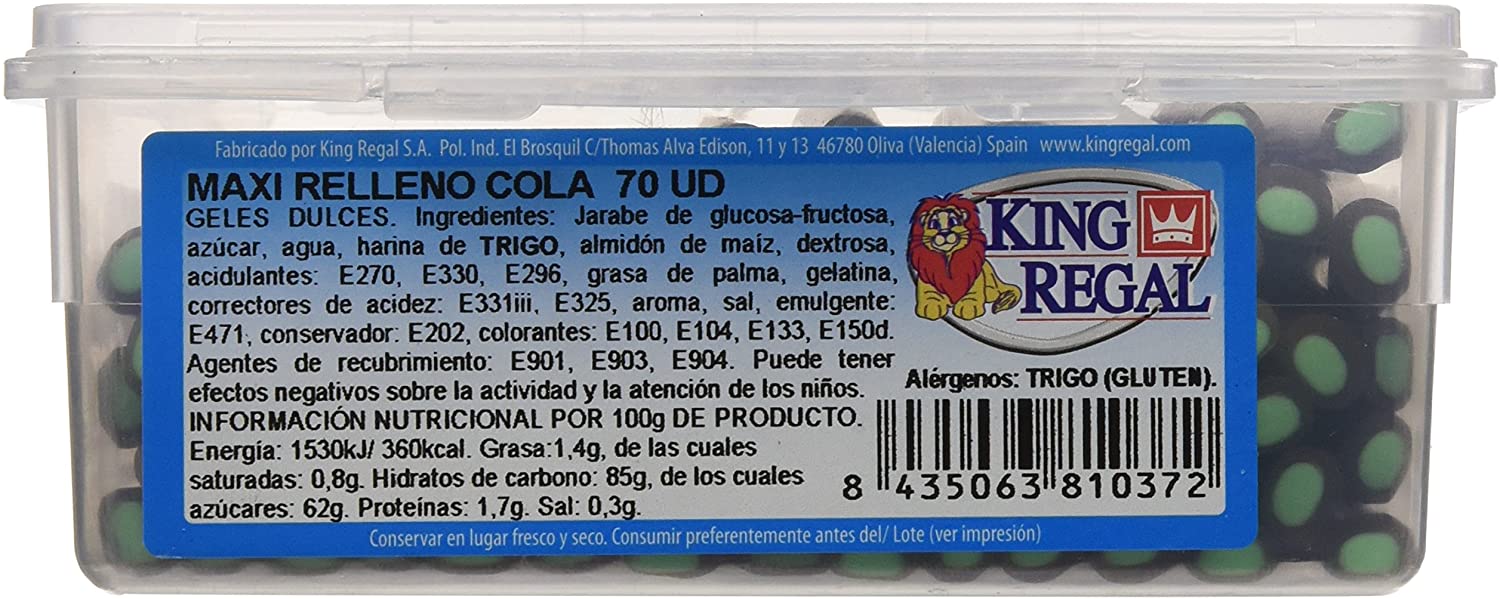 Fabricado por King Regal S.A. Pol. Ind. El Brosquil C/Thomas Alva Edison, 11 y 13 46780 Oliva (Valencia) Spain www.kingregal.com
MAXI RELLENO COLA 70 UD
GELES DULCES. Ingredientes: Jarabe de glucosa-fructosa,
azúcar, agua, harina de TRIGO, almidón de maíz, dextrosa,
acidulantes: E270, E330, E296, grasa de palma, gelatina,
correctores de acidez: E331iii, E325, aroma, sal, emulgente:
E471, conservador: E202, colorantes: E100, E104, E133, E150d.
Agentes de recubrimiento: E901, E903, E904. Puede tener
efectos negativos sobre la actividad y la atención de los niños.
INFORMACIÓN NUTRICIONAL POR 100g DE PRODUCTO.
Energía: 1530kJ/ 360kcal. Grasa:1,4g, de las cuales
saturadas: 0,8g. Hidratos de carbono: 85g, de los cuales
azúcares: 62g. Proteínas: 1,7g. Sal: 0,3g.
KING
REGAL
Alérgenos: TRIGO (GLUTEN).
8 435063 810372
Conservar en lugar fresco y seco. Consumir preferentemente antes del/ Lote (ver impresión)